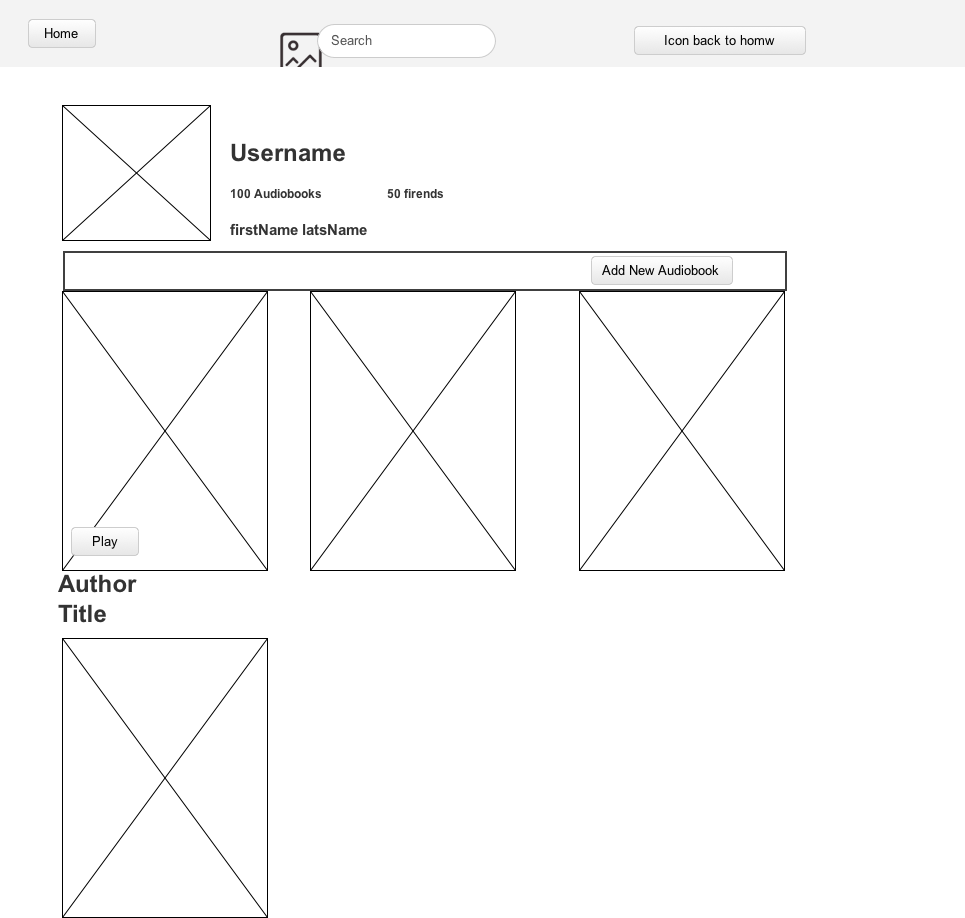 Home
Search
Icon back to homw
Username
100 Audiobooks
50 firends
firstName latsName
Add New Audiobook
Play
Author
Title